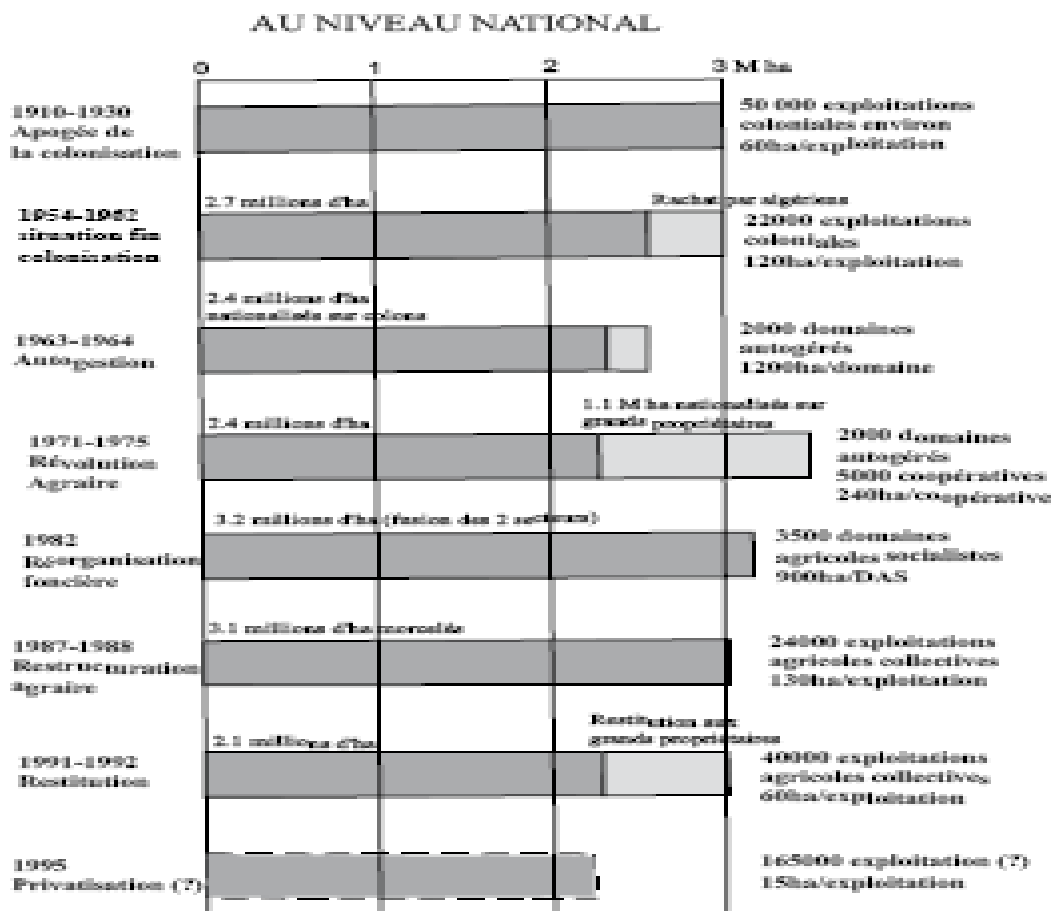 AU NIVEAU NATIONAL
0 1 2 3 M ha
1910-1930
Apogée de
la colonisation
50 000 exploitations
coloniales environ
60ha/exploitation
2.7 millions d'ha
Rachat par algériens
1954-1962
situation fin
colonisation
22000 exploitations
coloniales
120ha/exploitation
2.4 millions d'ha
nationalisés sur colons
1963-1964
Autogestion
2000 domaines
autogérés
1200ha/domaine
2.4 millions d'ha
1.1 M ha nationalisés sur
grands propriétaires
1971-1975
Révolution
Agraire
2000 domaines
autogérés
5000 coopératives
240ha/coopérative
3.2 millions d'ha (fusion des 2 secteurs)
1982
Réorganisation
foncière
3500 domaines
agricoles socialistes
900ha/DAS
3.1 millions d'ha morcelés
1987-1988
Restructuration
agraire
24000 exploitations
agricoles collectives
130ha/exploitation
2.1 millions d'ha
Restitution aux
grands propriétaires
1991-1992
Restitution
40000 exploitations
agricoles collectives
60ha/exptoitation
1995
Privatisation (?)
165000 exploitation (?)
15ha/exploitation